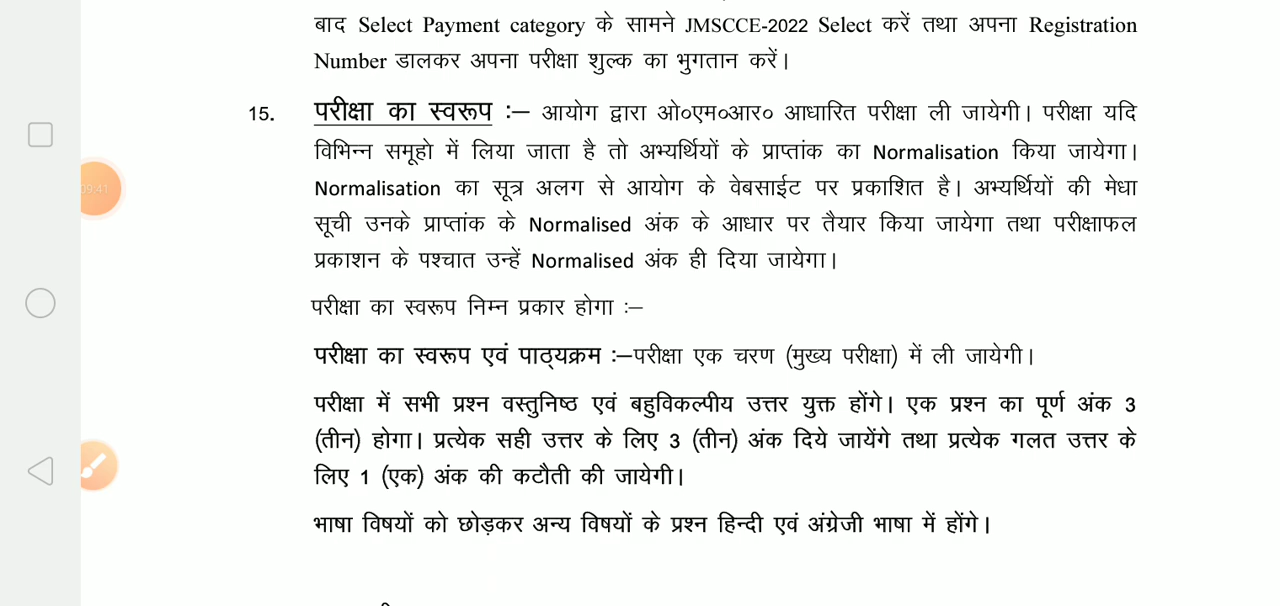 बाद Select Payment category के सामने JMSCCE-2022 Select करें तथा अपना Registration
Number डालकर अपना परीक्षा शुल्क का भुगतान करें।
15. परीक्षा का स्वरूप :— आयोग द्वारा ओ०एम०आर० आधारित परीक्षा ली जायेगी। परीक्षा यदि
विभिन्न समूहो में लिया जाता है तो अभ्यर्थियों के प्राप्तांक का Normalisation किया जायेगा।
Normalisation का सूत्र अलग से आयोग के वेबसाईट पर प्रकाशित है। अभ्यर्थियों की मेधा
सूची उनके प्राप्तांक के Normalised अंक के आधार पर तैयार किया जायेगा तथा परीक्षाफल
प्रकाशन के पश्चात उन्हें Normalised अंक ही दिया जायेगा।
परीक्षा का स्वरूप निम्न प्रकार होगा :—
परीक्षा का स्वरूप एवं पाठ्यक्रम :—परीक्षा एक चरण (मुख्य परीक्षा) में ली जायेगी।
परीक्षा में सभी प्रश्न वस्तुनिष्ठ एवं बहुविकल्पीय उत्तर युक्त होंगे। एक प्रश्न का पूर्ण अंक 3
(तीन) होगा। प्रत्येक सही उत्तर के लिए 3 (तीन) अंक दिये जायेंगे तथा प्रत्येक गलत उत्तर के
लिए 1 (एक) अंक की कटौती की जायेगी।
भाषा विषयों को छोड़कर अन्य विषयों के प्रश्न हिन्दी एवं अंग्रेजी भाषा में होंगे।
09:41